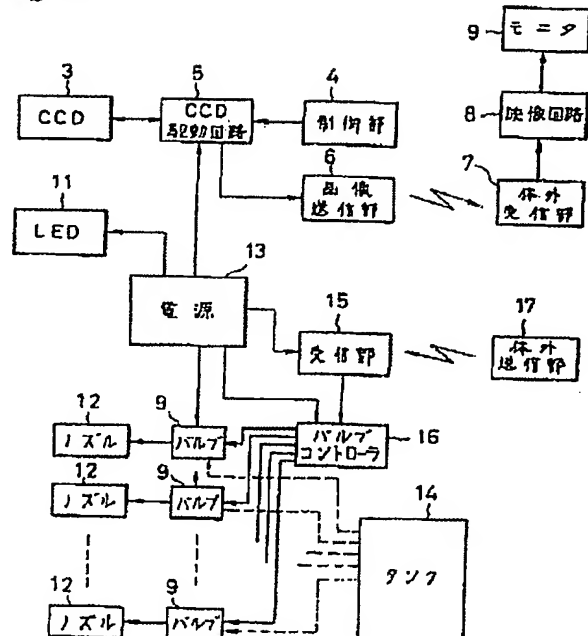 9
モニタ
3
5
4
CCD
CCD
駆動回路
制御部
8
映像回路
6
画像
送信部
7
体外
受信部
11
LED
13
電源
15
受信部
17
体外
送信部
12
ノズル
9
バルブ
バルブ
コントローラ
16
12
ノズル
9
バルブ
14
タンク
12
ノズル
9
バルブ